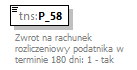 tns:P_58
Zwrot na rachunek
rozliczeniowy podatnika w
terminie 180 dni: 1 - tak